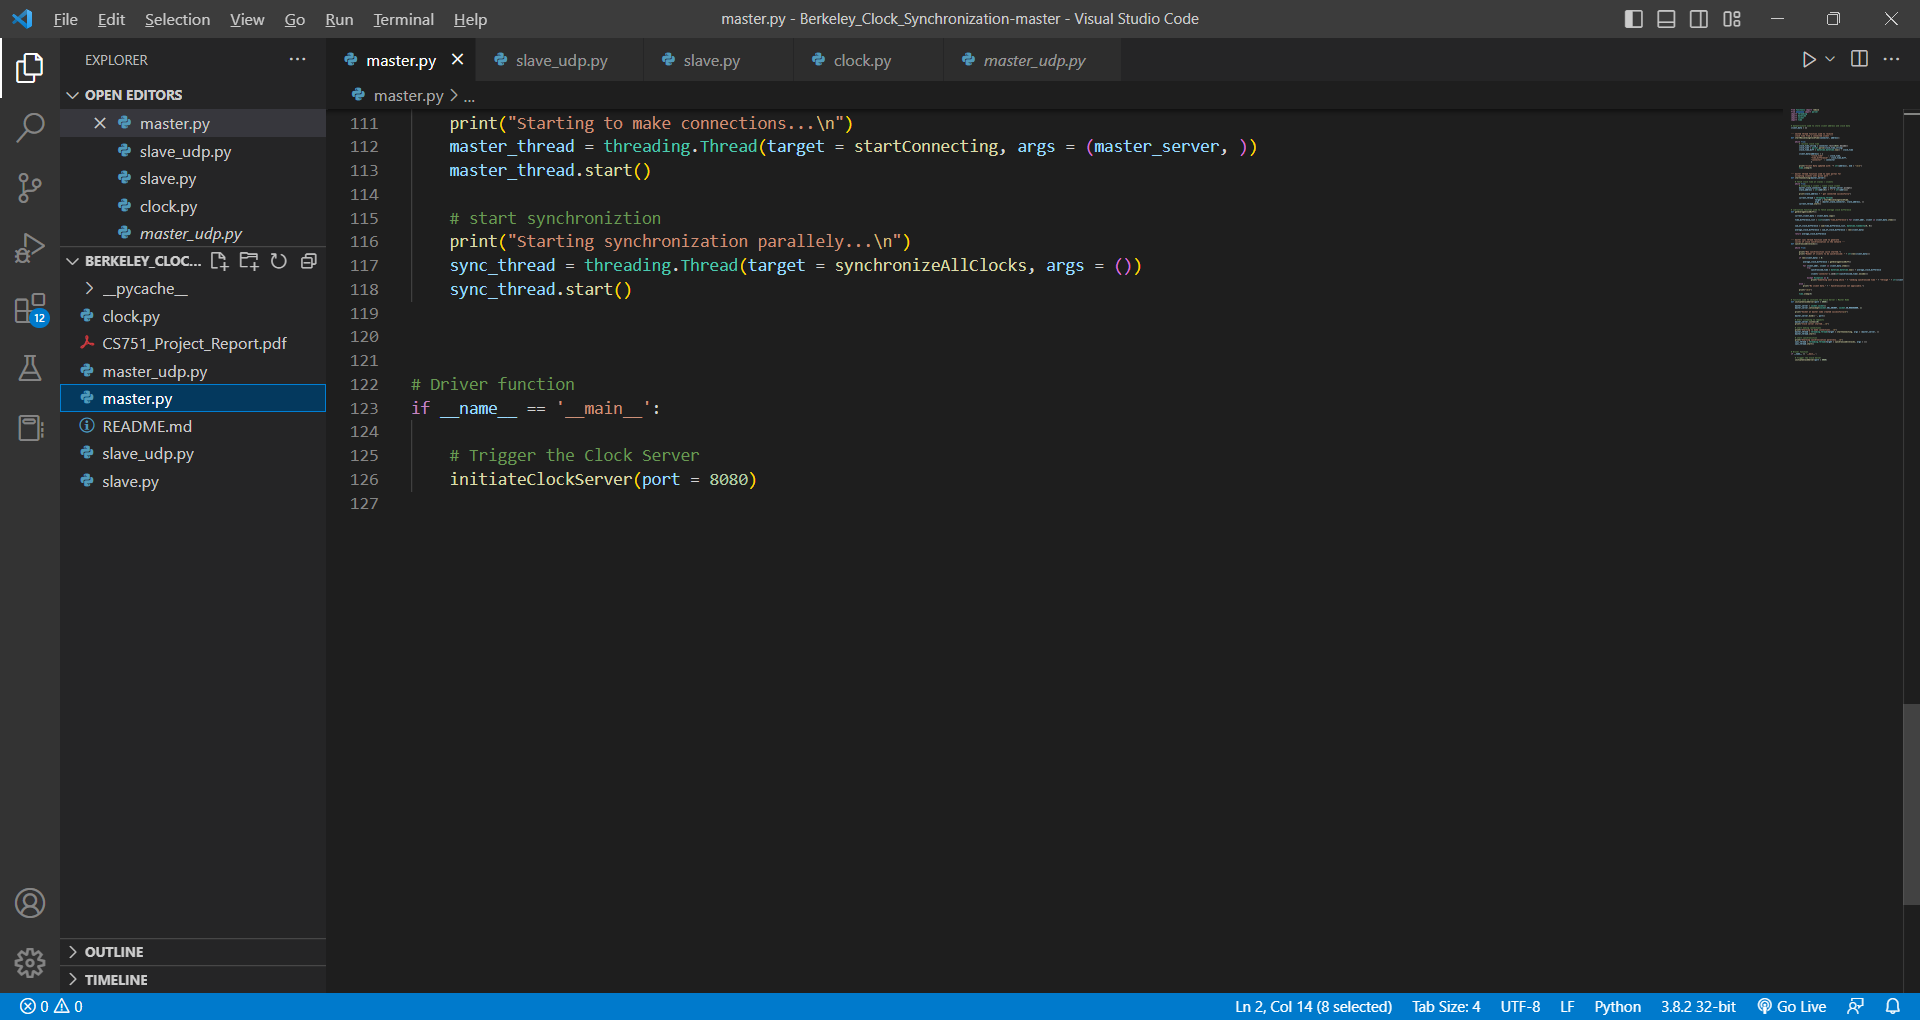 File Edit Selection View Go Run Terminal Help
master.py - Berkeley_Clock_Synchronization-master - Visual Studio Code
EXPLORER
OPEN EDITORS
master.py
slave_udp.py
slave.py
clock.py
master_udp.py
BERKELEY_CLOC...
__pycache__
clock.py
CS751_Project_Report.pdf
master_udp.py
master.py
README.md
slave_udp.py
slave.py
OUTLINE
TIMELINE
12
master.py slave_udp.py slave.py clock.py master_udp.py
master.py > ...
111 print("Starting to make connections...\n")
112 master_thread = threading.Thread(target = startConnecting, args = (master_server, ))
113 master_thread.start()
114
115 # start synchroniztion
116 print("Starting synchronization parallely...\n")
117 sync_thread = threading.Thread(target = synchronizeAllClocks, args = ())
118 sync_thread.start()
119
120
121
122 # Driver function
123 if __name__ == '__main__':
124
125 # Trigger the Clock Server
126 initiateClockServer(port = 8080)
127
0 0
Ln 2, Col 14 (8 selected) Tab Size: 4 UTF-8 LF Python 3.8.2 32-bit Go Live